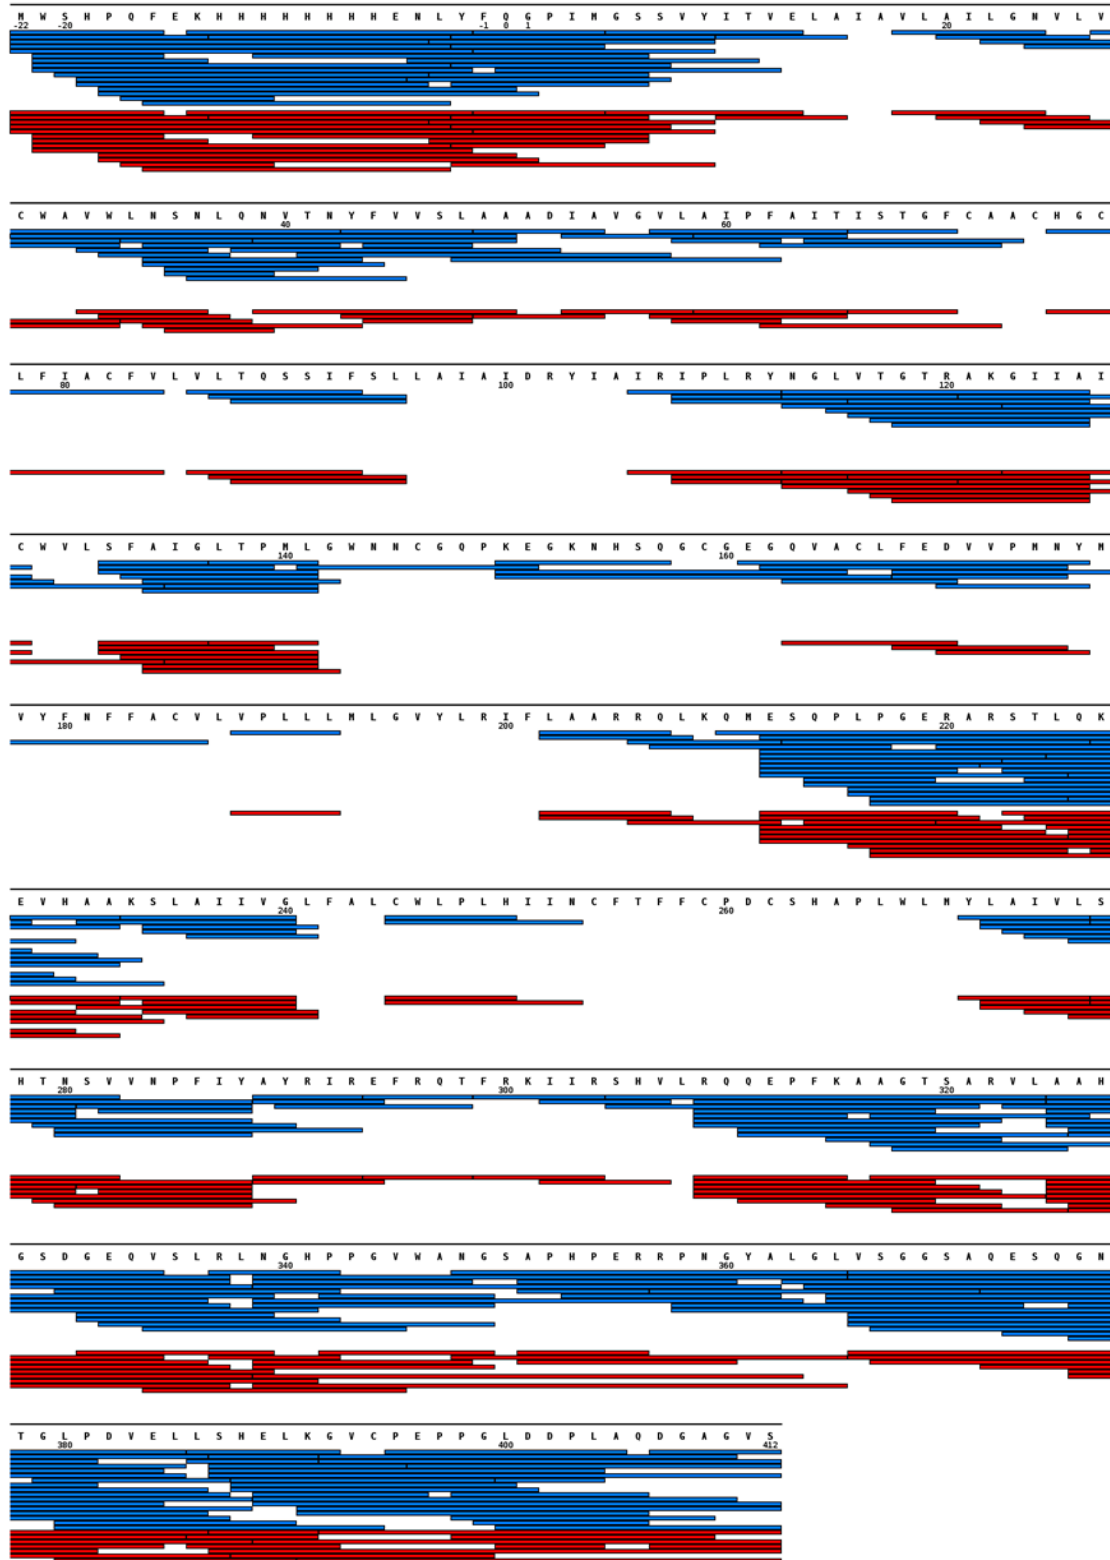 M W S H P Q F E K H H H H H H H H E N L Y F Q G P I M G S S V Y I T V E L A I A V L A I L G N V L V
-22 -20 -1 0 1 20
C W A V W L N S N L Q N V T N Y F V V S L A A A D I A V G V L A I P F A I T I S T G F C A A C H G C
40 60
L F I A C F V L V L T Q S S I F S L L A I A I D R Y I A I R I P L R Y N G L V T G T R A K G I I A I
80 100 120
C W V L S F A I G L T P M L G W N N C G Q P K E G K N H S Q G C G E G Q V A C L F E D V V P M N Y M
140 160
V Y F N F F A C V L V P L L L M L G V Y L R I F L A A R R Q L K Q M E S Q P L P G E R A R S T L Q K
180 200 220
E V H A A K S L A I I V G L F A L C W L P L H I I N C F T F F C P D C S H A P L W L M Y L A I V L S
240 260
H T N S V V N P F I Y A Y R I R E F R Q T F R K I I R S H V L R Q Q E P F K A A G T S A R V L A A H
280 300 320
G S D G E Q V S L R L N G H P P G V W A N G S A P H P E R R P N G Y A L G L V S G G S A Q E S Q G N
340 360
T G L P D V E L L S H E L K G V C P E P P G L D D P L A Q D G A G V S
380 400 412